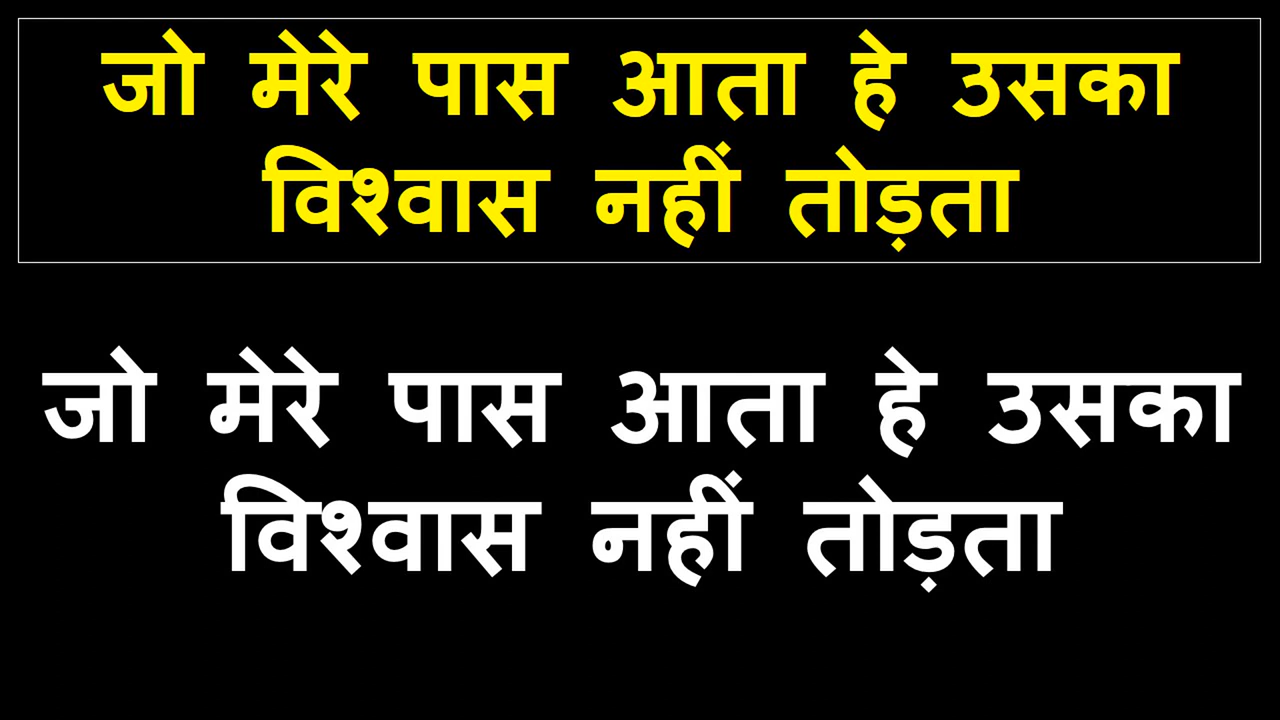 जो मेरे पास आता हे उसका
विश्वास नहीं तोड़ता
जो मेरे पास आता हे उसका
विश्वास नहीं तोड़ता